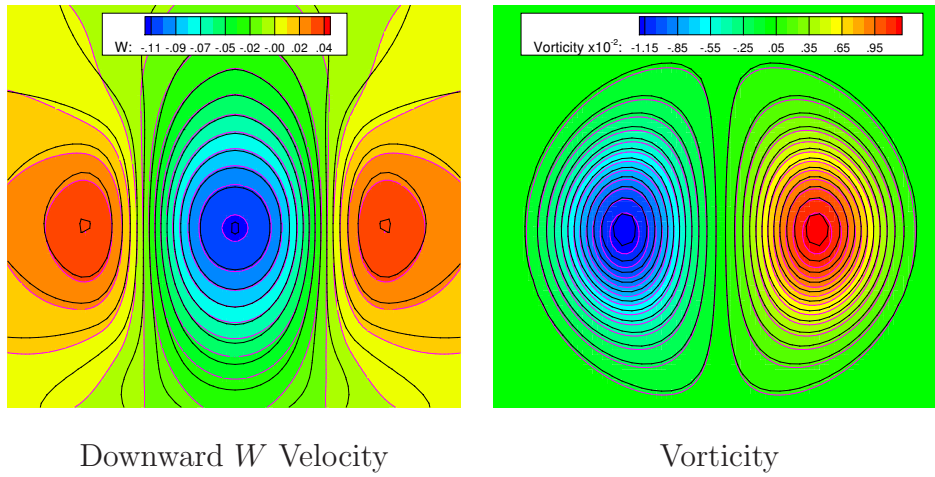 W: -.11 -.09 -.07 -.05 -.02 -.00 .02 .04
Vorticity x10-2: -1.15 -.85 -.55 -.25 .05 .35 .65 .95
Downward W Velocity
Vorticity